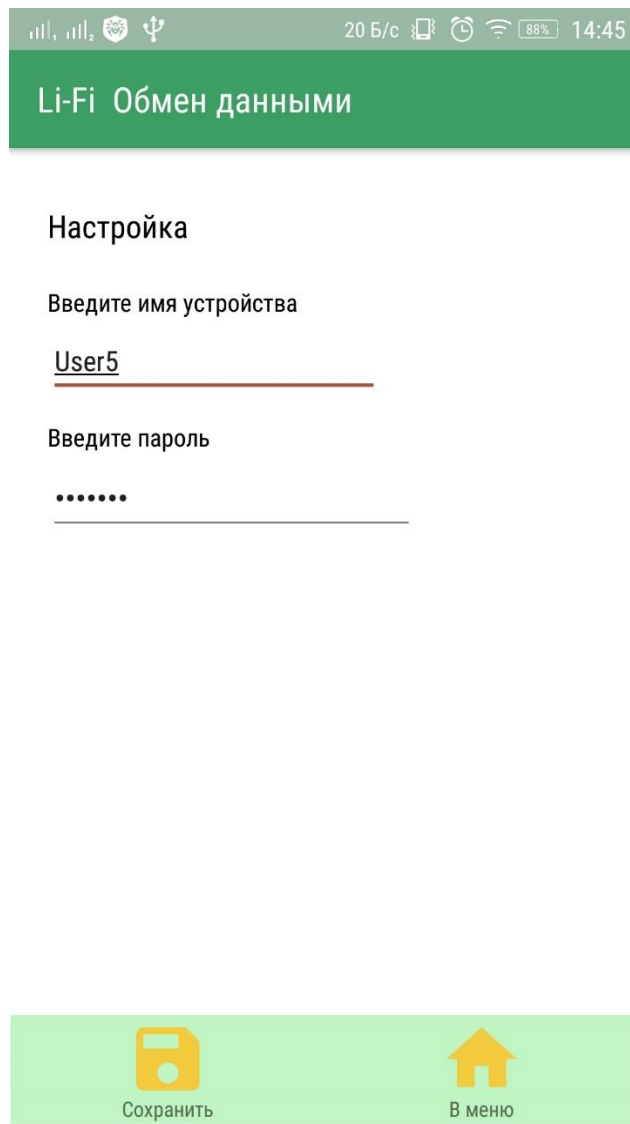 20 Б/с 88% 14:45
Li-Fi Обмен данными
Настройка
Введите имя устройства
User5
Введите пароль
•••••••
Сохранить В меню